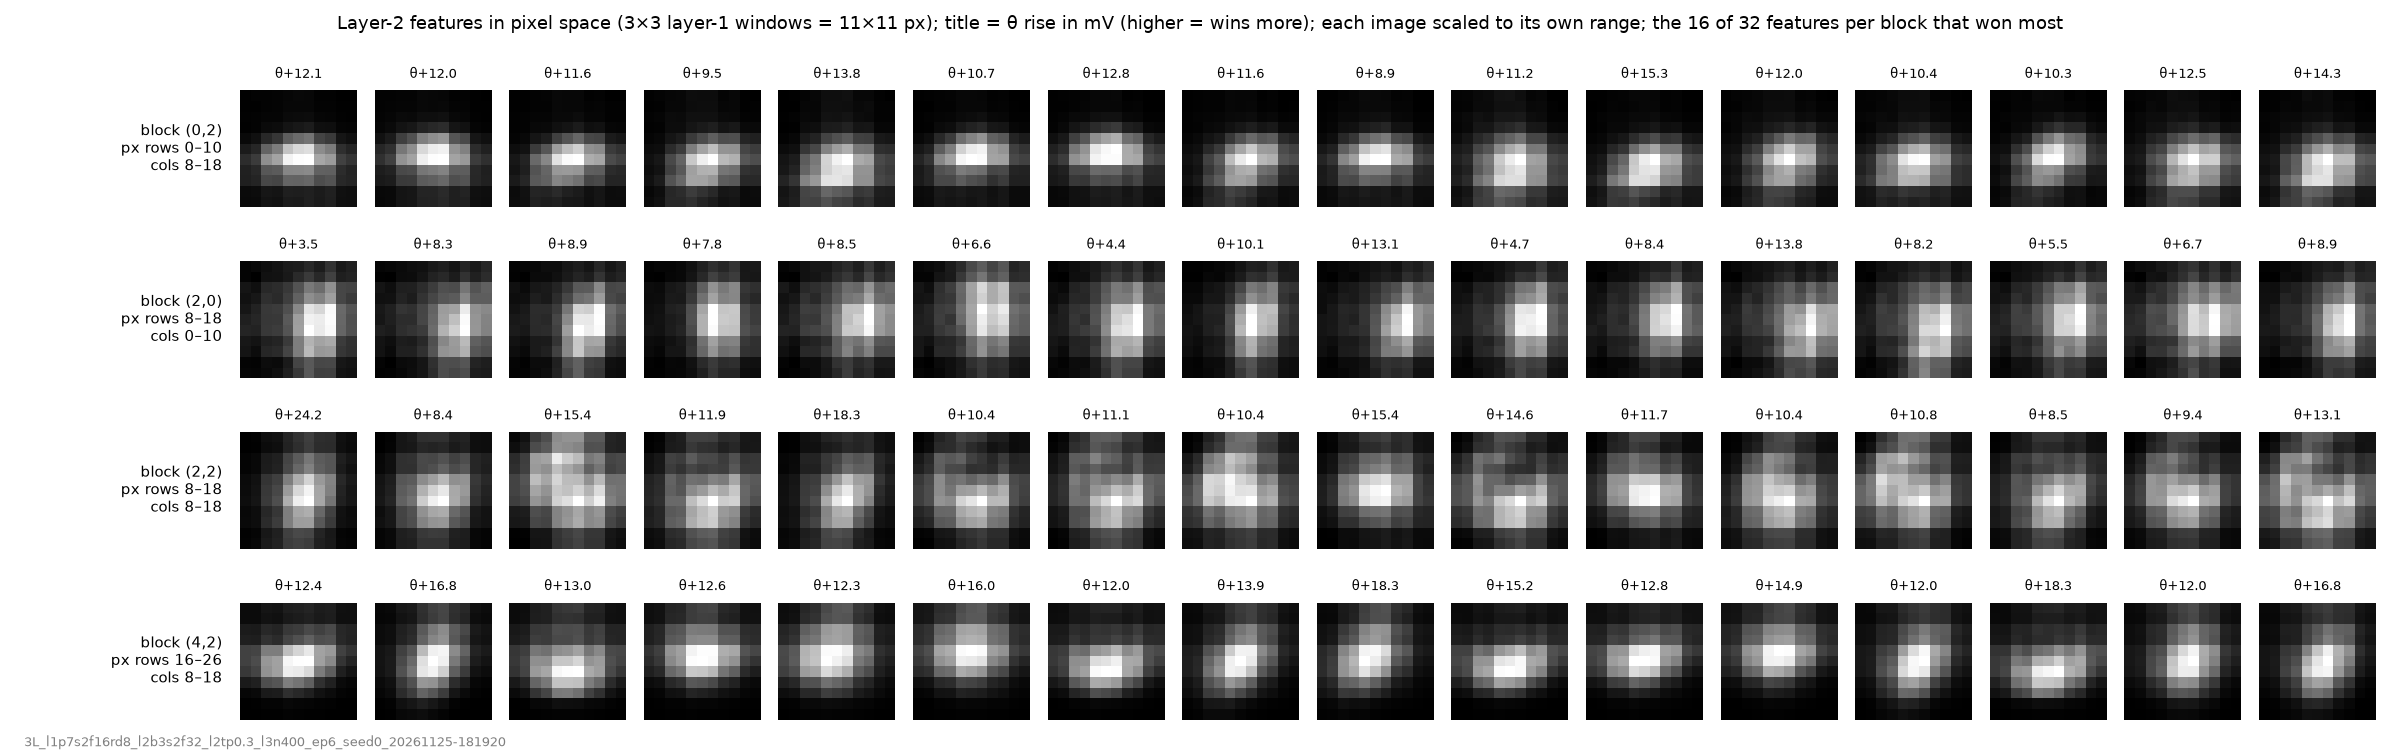 Layer-2 features in pixel space (3×3 layer-1 windows = 11×11 px); title = θ rise in mV (higher = wins more); each image scaled to its own range; the 16 of 32 features per block that won most
θ+12.1 θ+12.0 θ+11.6 θ+9.5 θ+13.8 θ+10.7 θ+12.8 θ+11.6 θ+8.9 θ+11.2 θ+15.3 θ+12.0 θ+10.4 θ+10.3 θ+12.5 θ+14.3
block (0,2)
px rows 0–10
cols 8–18
θ+3.5 θ+8.3 θ+8.9 θ+7.8 θ+8.5 θ+6.6 θ+4.4 θ+10.1 θ+13.1 θ+4.7 θ+8.4 θ+13.8 θ+8.2 θ+5.5 θ+6.7 θ+8.9
block (2,0)
px rows 8–18
cols 0–10
θ+24.2 θ+8.4 θ+15.4 θ+11.9 θ+18.3 θ+10.4 θ+11.1 θ+10.4 θ+15.4 θ+14.6 θ+11.7 θ+10.4 θ+10.8 θ+8.5 θ+9.4 θ+13.1
block (2,2)
px rows 8–18
cols 8–18
θ+12.4 θ+16.8 θ+13.0 θ+12.6 θ+12.3 θ+16.0 θ+12.0 θ+13.9 θ+18.3 θ+15.2 θ+12.8 θ+14.9 θ+12.0 θ+18.3 θ+12.0 θ+16.8
block (4,2)
px rows 16–26
cols 8–18
3L_l1p7s2f16rd8_l2b3s2f32_l2tp0.3_l3n400_ep6_seed0_20261125-181920